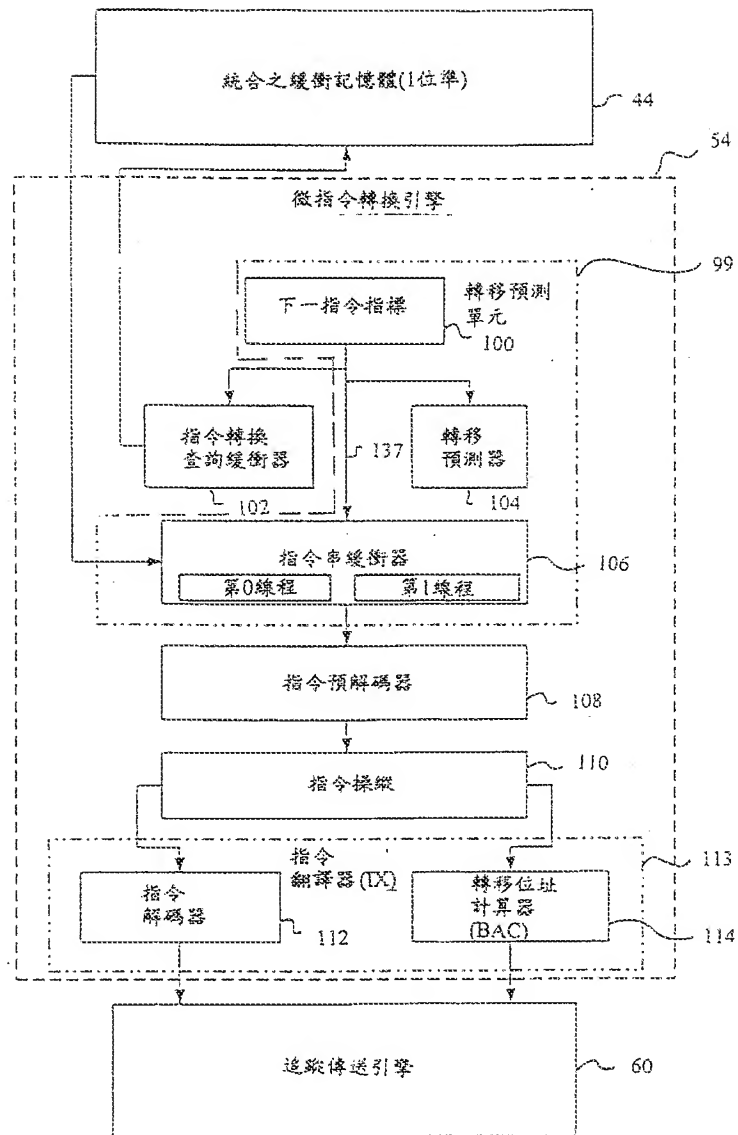 統合之緩衝記憶體(1位準)
44
54
微指令轉換引擎
99
下一指令指標
轉移預測
單元
100
指令轉換
查詢緩衝器
102
137
轉移
預測器
104
指令串緩衝器
106
第0線程
第1線程
指令預解碼器
108
指令操縱
110
指令
翻譯器(IX)
113
指令
解碼器
112
轉移位址
計算器
(BAC)
114
追蹤傳送引擎
60